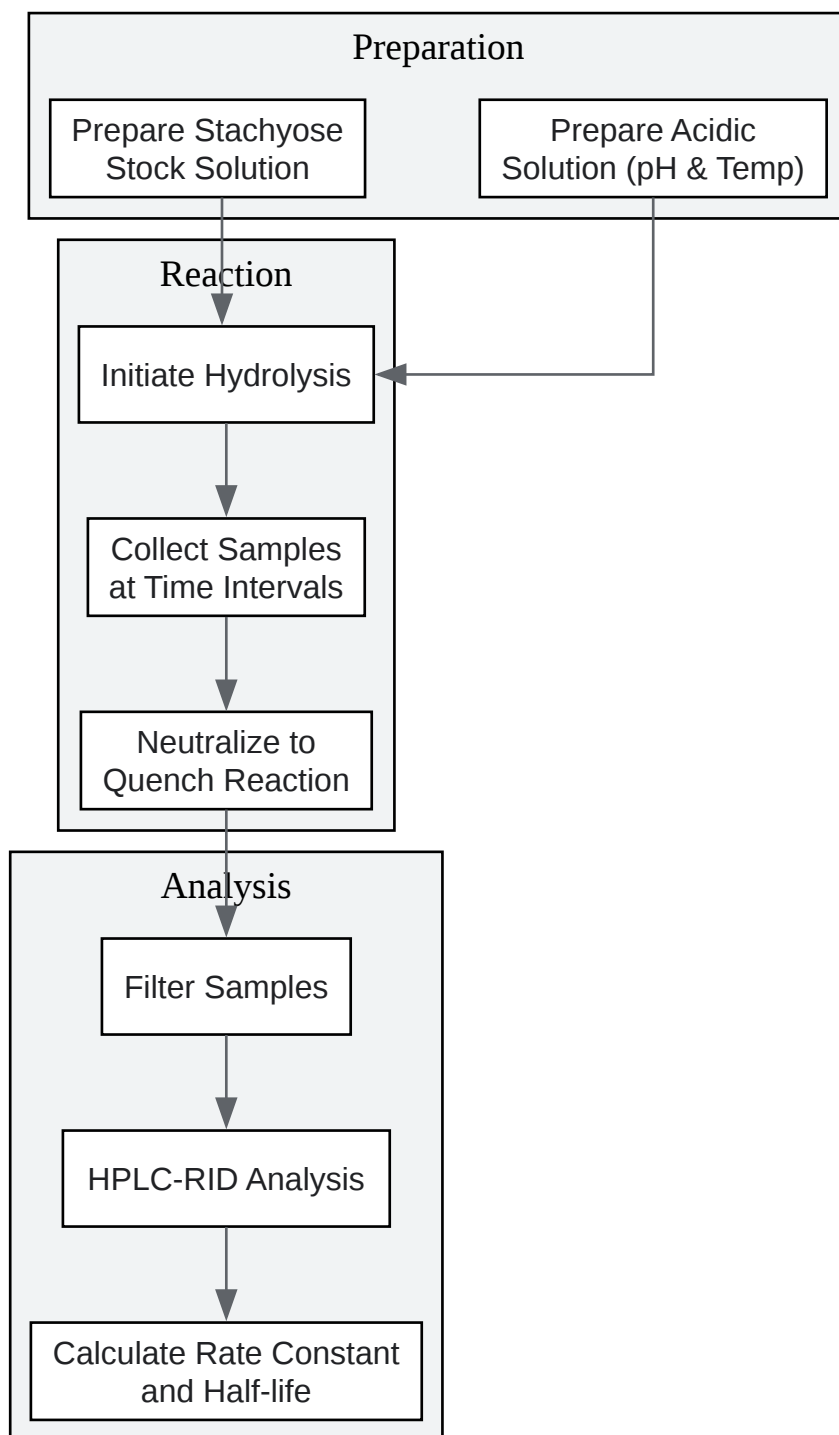 Preparation
Prepare Stachyose
Stock Solution
Prepare Acidic
Solution (pH & Temp)
Reaction
Initiate Hydrolysis
Collect Samples
at Time Intervals
Neutralize to
Quench Reaction
Analysis
Filter Samples
HPLC-RID Analysis
Calculate Rate Constant
and Half-life